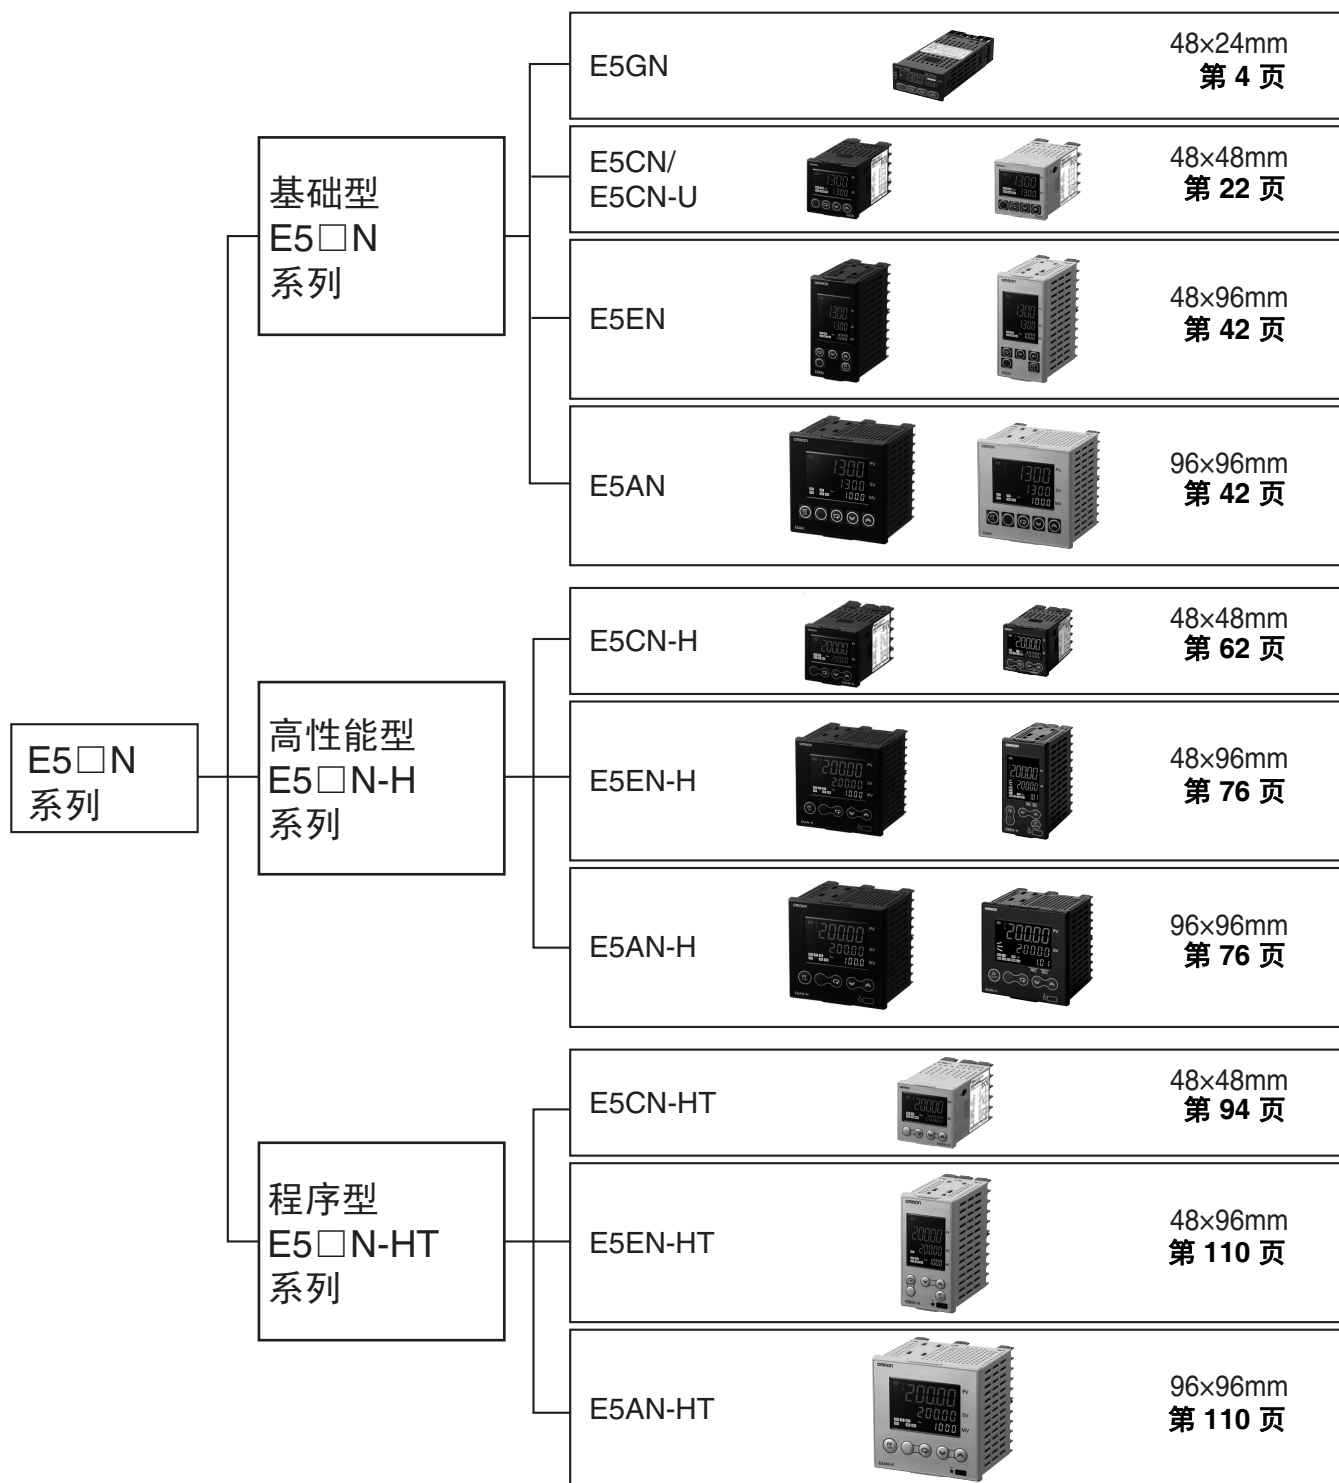 E5□N
系列
基础型
E5□N
系列
E5GN
48×24mm
第 4 页
E5CN/
E5CN-U
48×48mm
第 22 页
E5EN
48×96mm
第 42 页
E5AN
96×96mm
第 42 页
高性能型
E5□N-H
系列
E5CN-H
48×48mm
第 62 页
E5EN-H
48×96mm
第 76 页
E5AN-H
96×96mm
第 76 页
程序型
E5□N-HT
系列
E5CN-HT
48×48mm
第 94 页
E5EN-HT
48×96mm
第 110 页
E5AN-HT
96×96mm
第 110 页